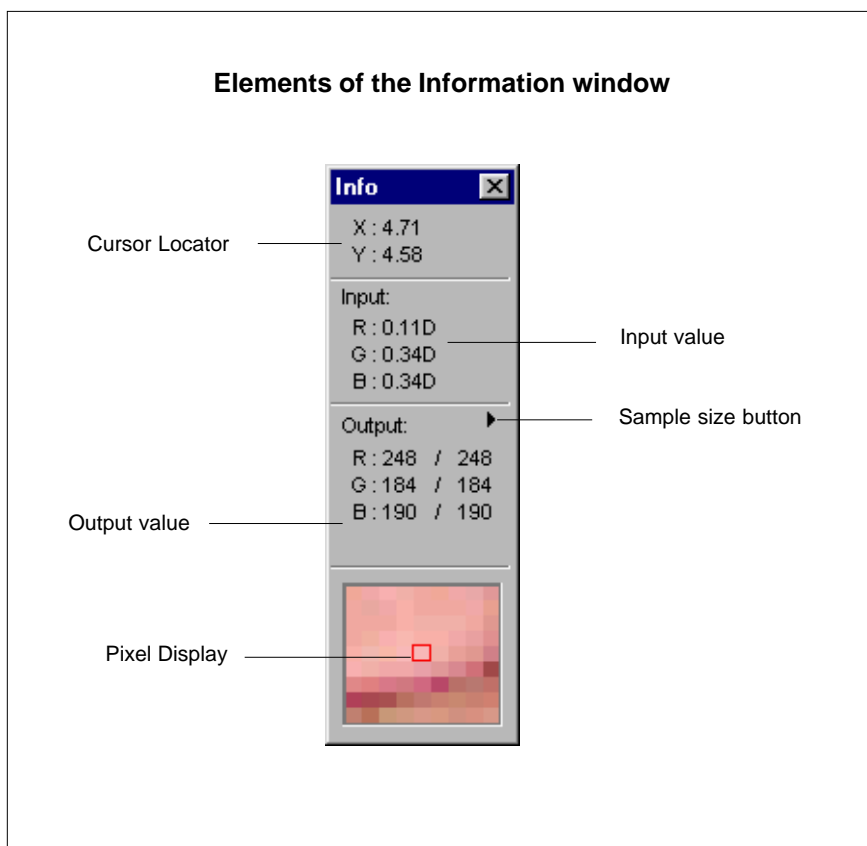 Elements of the Information window
Info
X : 4.71
Y : 4.58
Cursor Locator
Input:
R : 0.11D
G : 0.34D
B : 0.34D
Input value
Sample size button
Output:
R : 248 / 248
G : 184 / 184
B : 190 / 190
Output value
Pixel Display